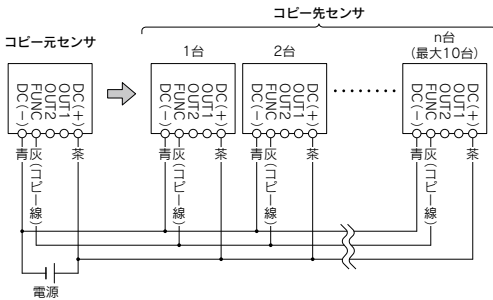 コピー先センサ
コピー元センサ
1台
2台
n台
(最大10台)
DC(−)
FUNC
OUT2
OUT1
DC(+)
DC(−)
FUNC
OUT2
OUT1
DC(+)
DC(−)
FUNC
OUT2
OUT1
DC(+)
DC(−)
FUNC
OUT2
OUT1
DC(+)
青
灰(コピー線)
茶
青
灰(コピー線)
茶
青
灰(コピー線)
茶
青
灰(コピー線)
茶
電源